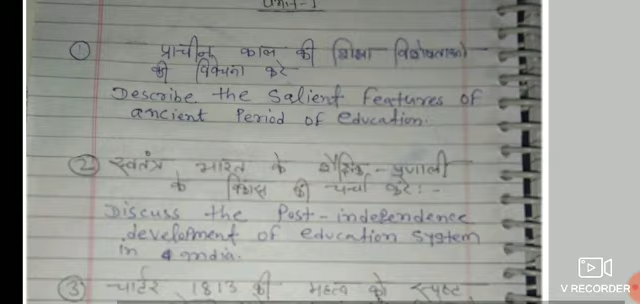 Unit-1
① प्राचीन काल की शिक्षा विशेषताओं
की विवेचना करे
Describe the Salient Features of
ancient Period of education.
② स्वतंत्र भारत के शैक्षिक - प्रणाली
के विकास की चर्चा करे : -
Discuss the Post-independence
development of education system
in India.
③ चार्टर 1813 की महत्व को स्पष्ट
V RECORDER